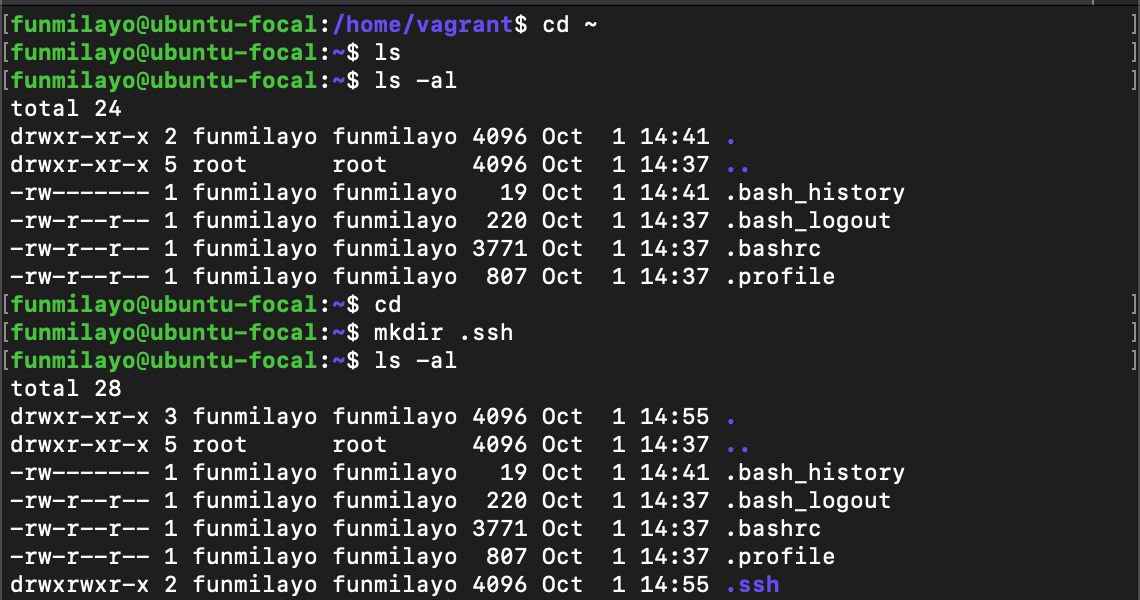 [funmilayo@ubuntu-focal:/home/vagrant$ cd ~ ]
[funmilayo@ubuntu-focal:~$ ls ]
[funmilayo@ubuntu-focal:~$ ls -al ]
total 24
drwxr-xr-x 2 funmilayo funmilayo 4096 Oct  1 14:41 .
drwxr-xr-x 5 root      root      4096 Oct  1 14:37 ..
-rw------- 1 funmilayo funmilayo   19 Oct  1 14:41 .bash_history
-rw-r--r-- 1 funmilayo funmilayo  220 Oct  1 14:37 .bash_logout
-rw-r--r-- 1 funmilayo funmilayo 3771 Oct  1 14:37 .bashrc
-rw-r--r-- 1 funmilayo funmilayo  807 Oct  1 14:37 .profile
[funmilayo@ubuntu-focal:~$ cd ]
[funmilayo@ubuntu-focal:~$ mkdir .ssh ]
[funmilayo@ubuntu-focal:~$ ls -al ]
total 28
drwxr-xr-x 3 funmilayo funmilayo 4096 Oct  1 14:55 .
drwxr-xr-x 5 root      root      4096 Oct  1 14:37 ..
-rw------- 1 funmilayo funmilayo   19 Oct  1 14:41 .bash_history
-rw-r--r-- 1 funmilayo funmilayo  220 Oct  1 14:37 .bash_logout
-rw-r--r-- 1 funmilayo funmilayo 3771 Oct  1 14:37 .bashrc
-rw-r--r-- 1 funmilayo funmilayo  807 Oct  1 14:37 .profile
drwxrwxr-x 2 funmilayo funmilayo 4096 Oct  1 14:55 .ssh